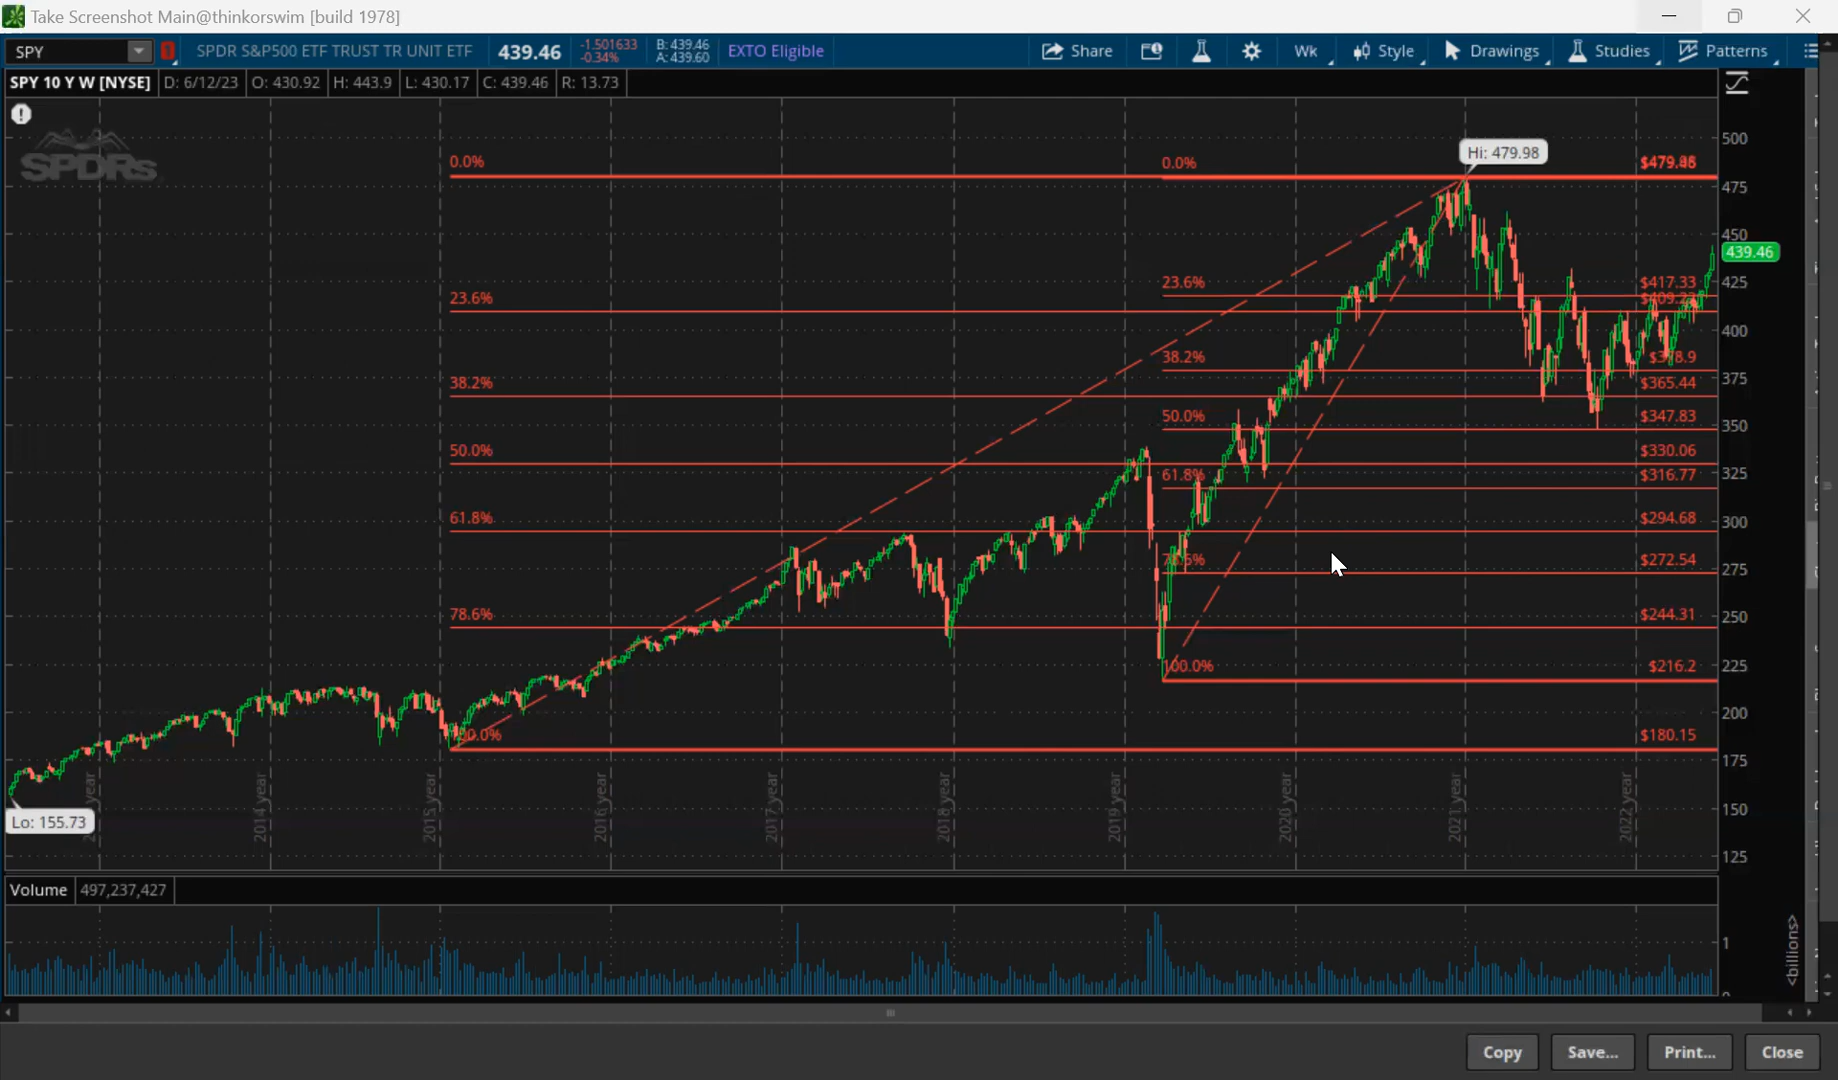 Take Screenshot Main@thinkorswim [build 1978]
SPY
SPDR S&P500 ETF TRUST TR UNIT ETF
439.46
-1.501633
-0.34%
B: 439.46
A: 439.60
EXTO Eligible
Share
Wk
Style
Drawings
Studies
Patterns
SPY 10 Y W [NYSE]
D: 6/12/23
O: 430.92
H: 443.9
L: 430.17
C: 439.46
R: 13.73
SPDRs
500
Hi: 479.98
0.0%
0.0%
475
450
439.46
23.6%
$417.33
425
23.6%
400
38.2%
38.2%
$365.44
375
50.0%
$347.83
350
50.0%
$330.06
61.8%
$316.77
325
61.8%
$294.68
300
$272.54
275
78.6%
$244.31
250
100.0%
$216.2
225
200
$180.15
175
Lo: 155.73
150
2014 year
2015 year
2016 year
2017 year
2018 year
2019 year
2020 year
2021 year
2022 year
125
Volume
497,237,427
1
<billions>
Copy
Save...
Print...
Close